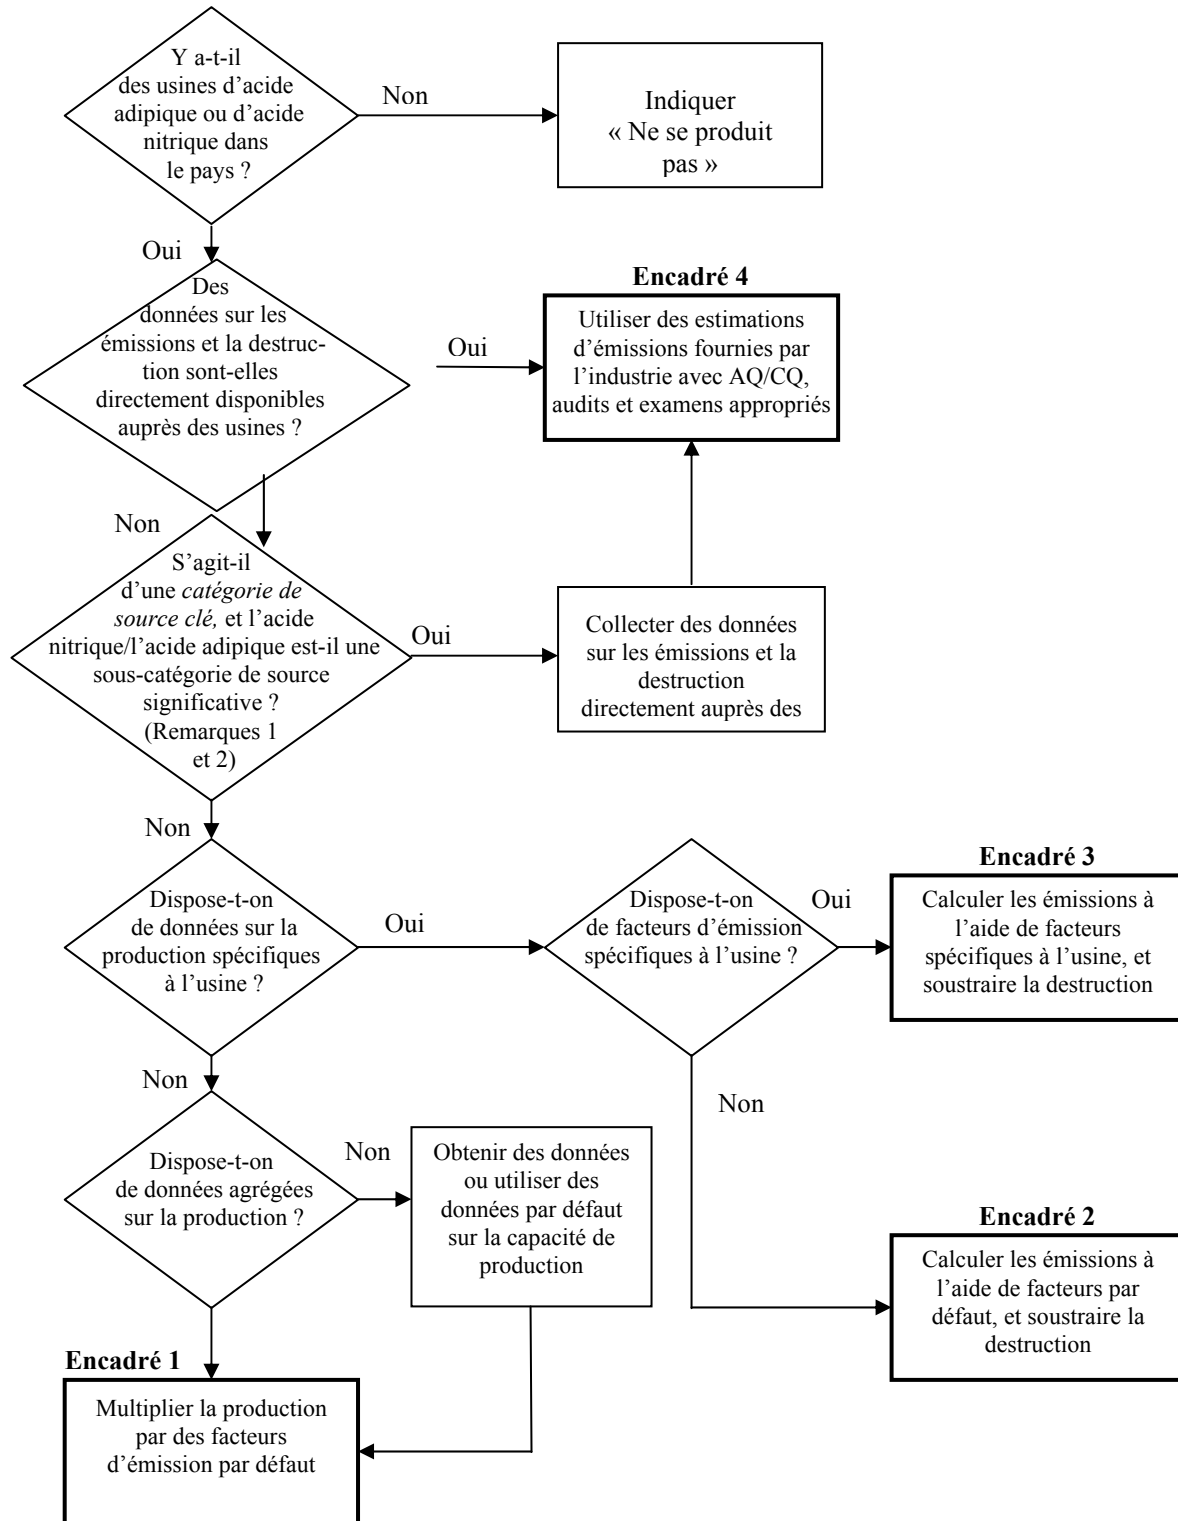 Y a-t-il
des usines d’acide
adipique ou d’acide
nitrique dans
le pays ?
Non
Indiquer
« Ne se produit
pas »
Oui
Des
données sur les
émissions et la destruc-
tion sont-elles
directement disponibles
auprès des usines ?
Oui
Encadré 4
Utiliser des estimations
d’émissions fournies par
l’industrie avec AQ/CQ,
audits et examens appropriés
Non
S’agit-il
d’une catégorie de
source clé, et l’acide
nitrique/l’acide adipique est-il une
sous-catégorie de source
significative ?
(Remarques 1
et 2)
Oui
Collecter des données
sur les émissions et la
destruction
directement auprès des
Non
Dispose-t-on
de données sur la
production spécifiques
à l’usine ?
Oui
Dispose-t-on
de facteurs d’émission
spécifiques à l’usine ?
Oui
Encadré 3
Calculer les émissions à
l’aide de facteurs
spécifiques à l’usine, et
soustraire la destruction
Non
Non
Dispose-t-on
de données agrégées
sur la production ?
Non
Obtenir des données
ou utiliser des
données par défaut
sur la capacité de
production
Encadré 2
Calculer les émissions à
l’aide de facteurs par
défaut, et soustraire la
destruction
Encadré 1
Multiplier la production
par des facteurs
d’émission par défaut